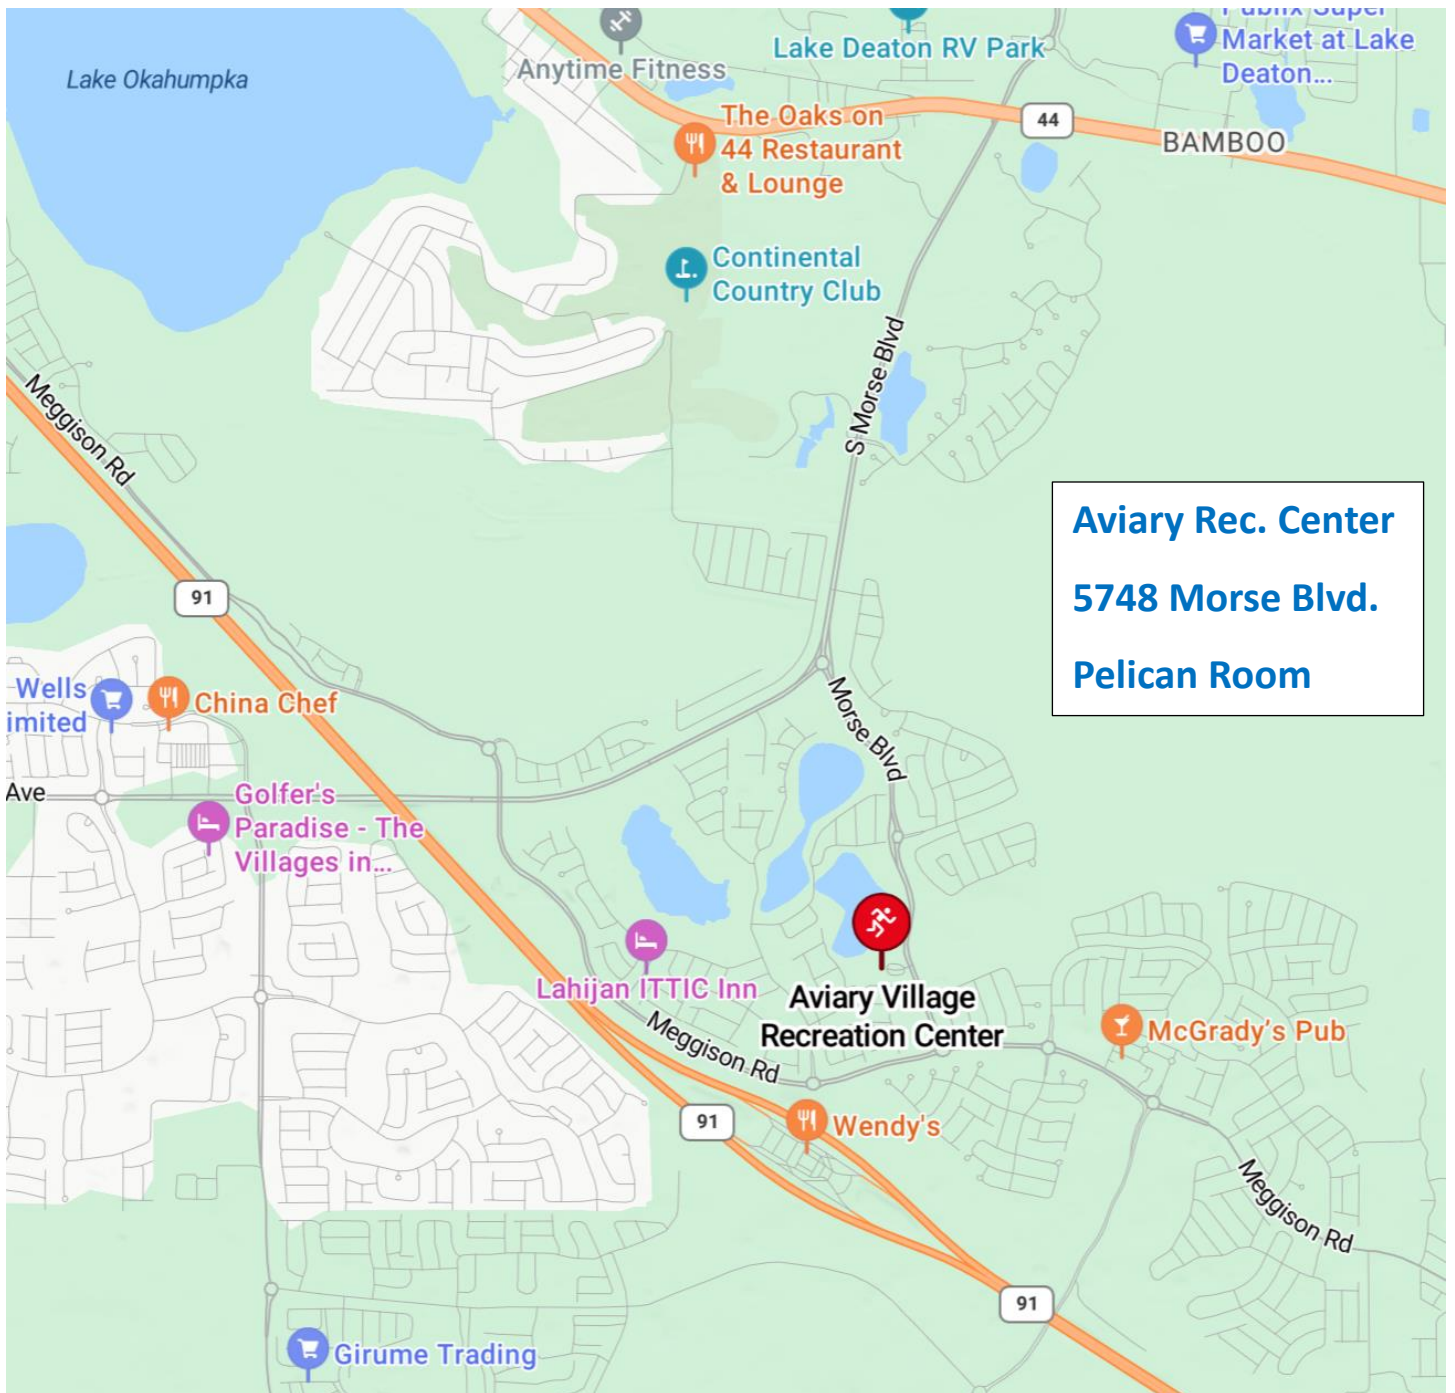 Publix Super
Market at Lake
Deaton...
Lake Deaton RV Park
Anytime Fitness
Lake Okahumpka
The Oaks on
44 Restaurant
& Lounge
44
BAMBOO
Continental
Country Club
S Morse Blvd
Meggison Rd
Aviary Rec. Center
5748 Morse Blvd.
Pelican Room
91
Wells
imited
China Chef
Morse Blvd
Ave
Golfer's
Paradise - The
Villages in...
Lahijan ITTIC Inn
Aviary Village
Recreation Center
Meggison Rd
McGrady's Pub
91
Wendy's
Meggison Rd
91
Girume Trading